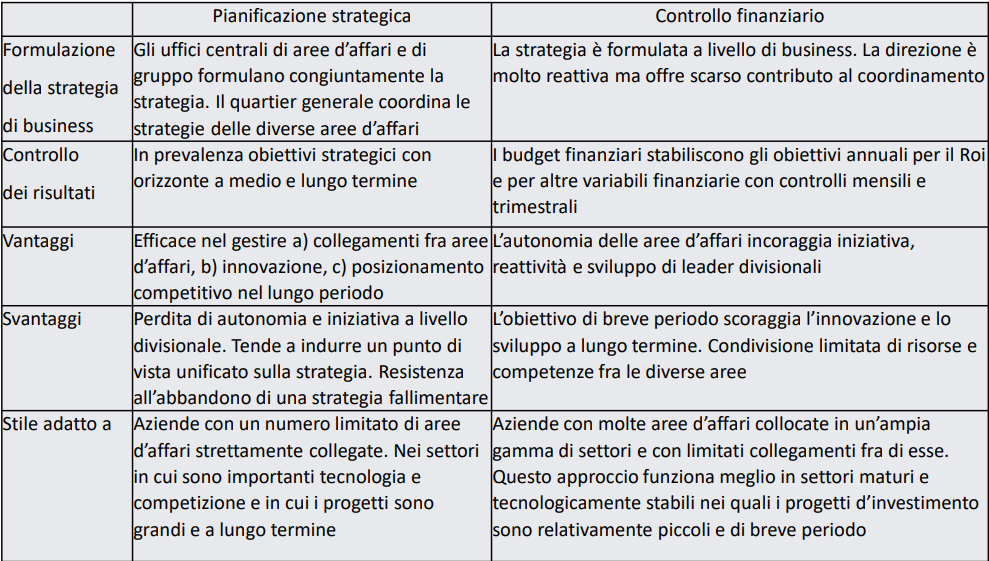 Pianificazione strategica
Controllo finanziario
Formulazione
della strategia
di business
Gli uffici centrali di aree d’affari e di
gruppo formulano congiuntamente la
strategia. Il quartier generale coordina le
strategie delle diverse aree d’affari
La strategia è formulata a livello di business. La direzione è
molto reattiva ma offre scarso contributo al coordinamento
Controllo
dei risultati
In prevalenza obiettivi strategici con
orizzonte a medio e lungo termine
I budget finanziari stabiliscono gli obiettivi annuali per il Roi
e per altre variabili finanziarie con controlli mensili e
trimestrali
Vantaggi
Efficace nel gestire a) collegamenti fra aree
d’affari, b) innovazione, c) posizionamento
competitivo nel lungo periodo
L’autonomia delle aree d’affari incoraggia iniziativa,
reattività e sviluppo di leader divisionali
Svantaggi
Perdita di autonomia e iniziativa a livello
divisionale. Tende a indurre un punto di
vista unificato sulla strategia. Resistenza
all’abbandono di una strategia fallimentare
L’obiettivo di breve periodo scoraggia l’innovazione e lo
sviluppo a lungo termine. Condivisione limitata di risorse e
competenze fra le diverse aree
Stile adatto a
Aziende con un numero limitato di aree
d’affari strettamente collegate. Nei settori
in cui sono importanti tecnologia e
competizione e in cui i progetti sono
grandi e a lungo termine
Aziende con molte aree d’affari collocate in un’ampia
gamma di settori e con limitati collegamenti fra di esse.
Questo approccio funziona meglio in settori maturi e
tecnologicamente stabili nei quali i progetti d’investimento
sono relativamente piccoli e di breve periodo